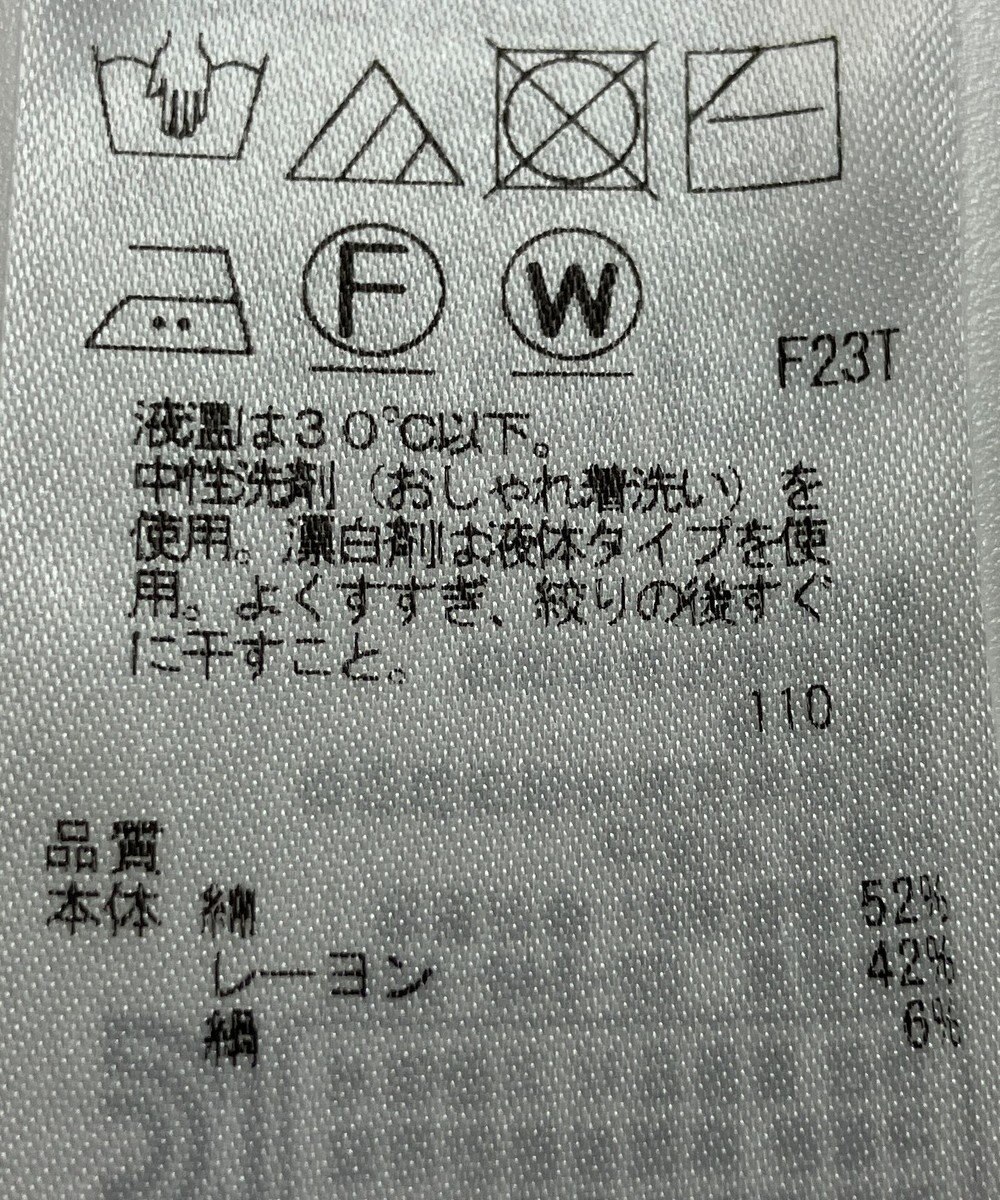 F
W
F23T
液温は30℃以下。
中性洗剤(おしゃれ着洗い)を
使用。漂白剤は液体タイプを使
用。よくすすぎ、絞りの後すぐ
に干すこと。
110
品質
本体 綿 52%
レーヨン 42%
絹 6%